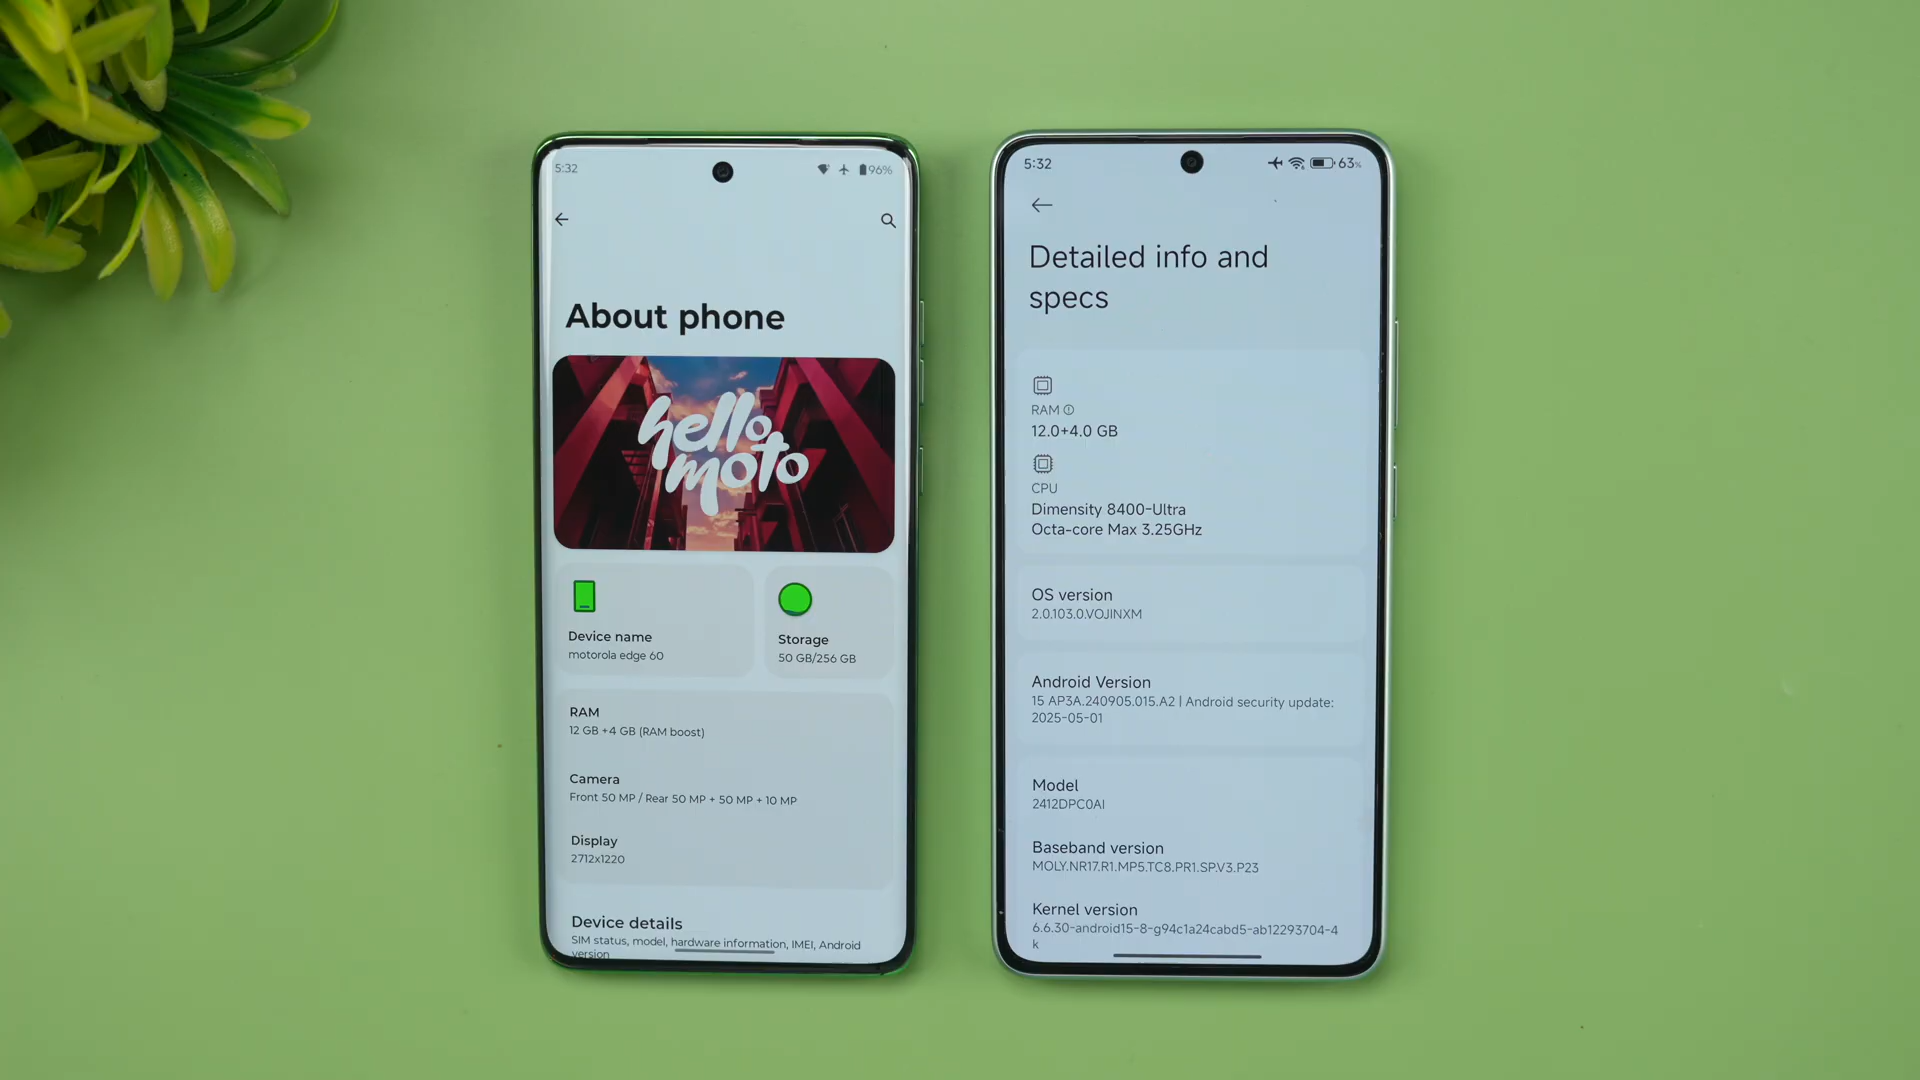 5:32
96%
About phone
hello
moto
Device name
motorola edge 60
Storage
50 GB/256 GB
RAM
12 GB +4 GB (RAM boost)
Camera
Front 50 MP / Rear 50 MP + 50 MP + 10 MP
Display
2712x1220
Device details
SIM status, model, hardware information, IMEI, Android
version
5:32
63%
Detailed info and
specs
RAM
12.0+4.0 GB
CPU
Dimensity 8400-Ultra
Octa-core Max 3.25GHz
OS version
2.0.103.0.VOJINXM
Android Version
15 AP3A.240905.015.A2 | Android security update:
2025-05-01
Model
2412DPC0AI
Baseband version
MOLY.NR17.R1.MP5.TC8.PR1.SP.V3.P23
Kernel version
6.6.30-android15-8-g94c1a24cabd5-ab12293704-4
k